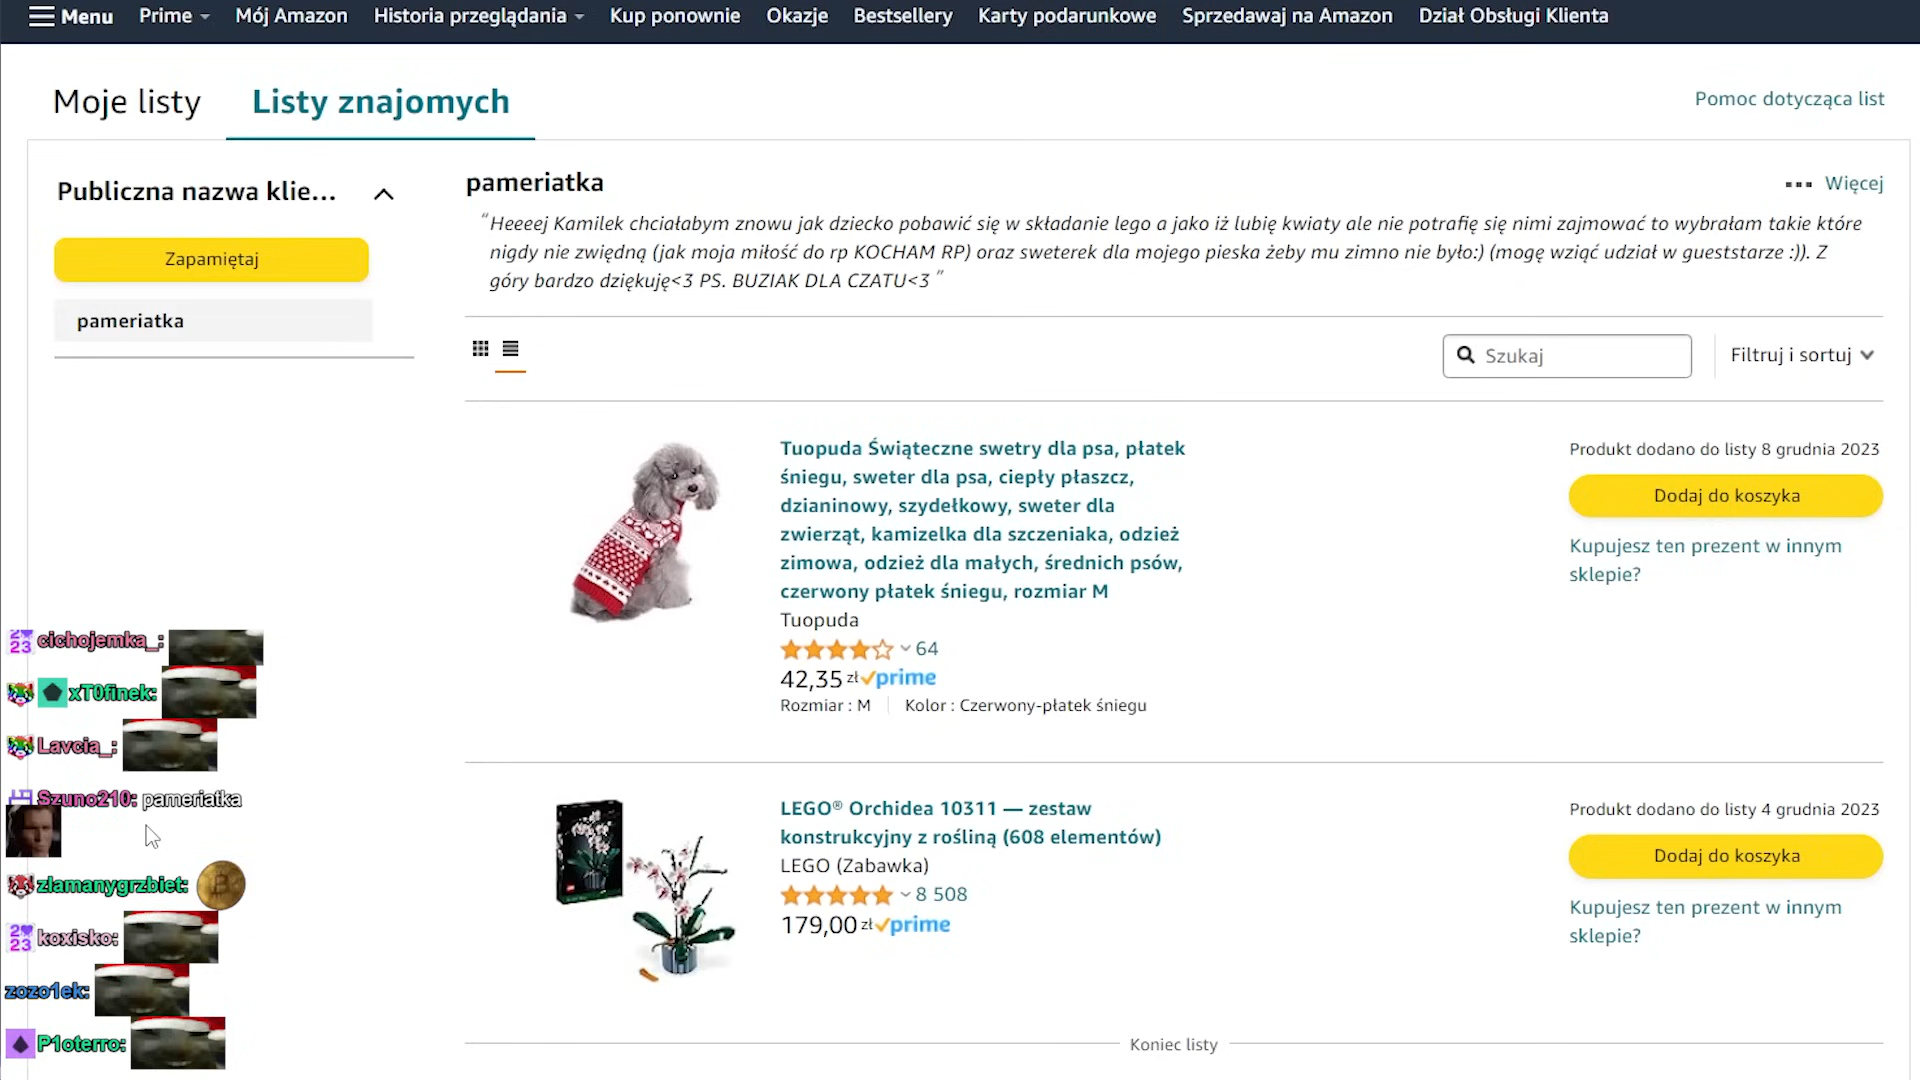 Menu Prime Mój Amazon Historia przeglądania Kup ponownie Okazje Bestsellery Karty podarunkowe Sprzedawaj na Amazon Dział Obsługi Klienta
Moje listy Listy znajomych
Pomoc dotycząca list
Publiczna nazwa klie...
Zapamiętaj
pameriatka
pameriatka
Więcej
“Heeeej Kamilek chciałabym znowu jak dziecko pobawić się w składanie lego a jako iż lubię kwiaty ale nie potrafię się nimi zajmować to wybrałam takie które
nigdy nie zwiędną (jak moja miłość do rp KOCHAM RP) oraz sweterek dla mojego pieska żeby mu zimno nie było:) (mogę wziąć udział w gueststarze :)). Z
góry bardzo dziękuję<3 PS. BUZIAK DLA CZATU<3 ”
Szukaj
Filtruj i sortuj
Tuopuda Świąteczne swetry dla psa, płatek
śniegu, sweter dla psa, ciepły płaszcz,
dzianinowy, szydełkowy, sweter dla
zwierząt, kamizelka dla szczeniaka, odzież
zimowa, odzież dla małych, średnich psów,
czerwony płatek śniegu, rozmiar M
Tuopuda
64
42,35 zł prime
Rozmiar : M Kolor : Czerwony-płatek śniegu
Produkt dodano do listy 8 grudnia 2023
Dodaj do koszyka
Kupujesz ten prezent w innym
sklepie?
LEGO® Orchidea 10311 — zestaw
konstrukcyjny z rośliną (608 elementów)
LEGO (Zabawka)
8 508
179,00 zł prime
Produkt dodano do listy 4 grudnia 2023
Dodaj do koszyka
Kupujesz ten prezent w innym
sklepie?
Koniec listy
23 cichojemka_:
xT0finek:
Lavcia_:
Szuno210: pameriatka
zlamanygrzbiet:
23 koxisko:
zozo1ek:
P1oterro: